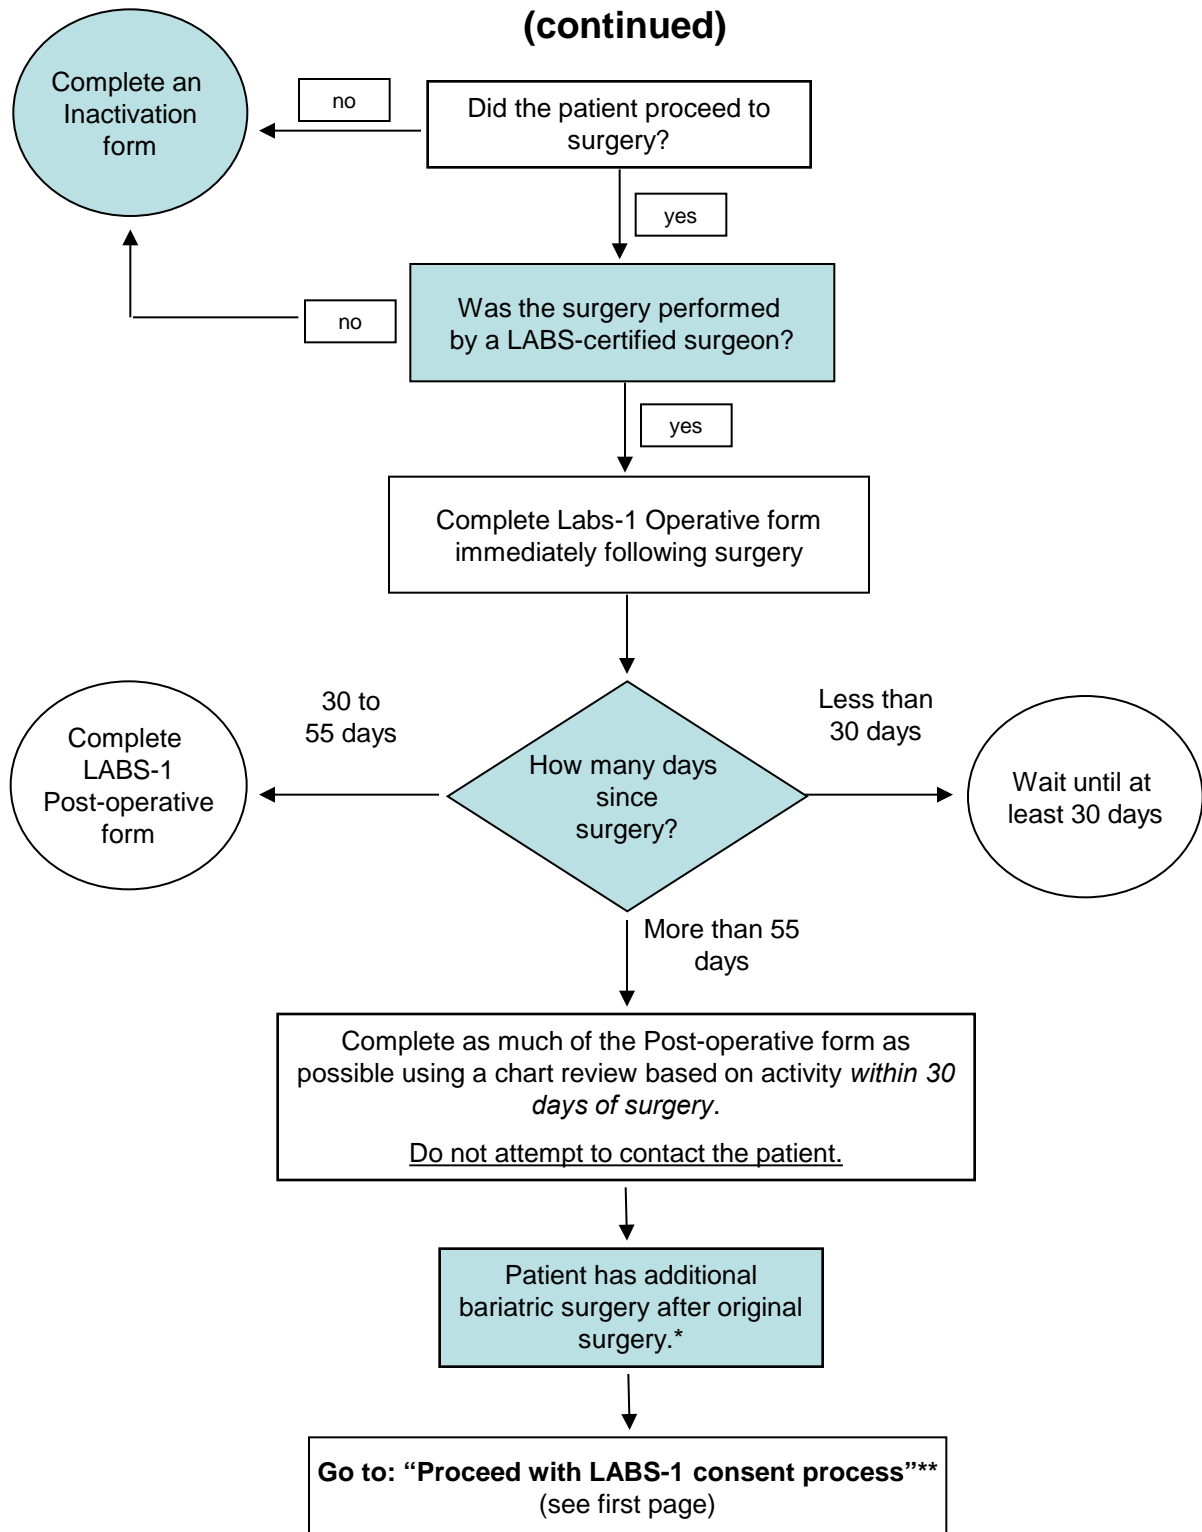 (continued)
Complete an
Inactivation
form
no
Did the patient proceed to
surgery?
yes
no
Was the surgery performed
by a LABS-certified surgeon?
yes
Complete Labs-1 Operative form
immediately following surgery
30 to
55 days
Less than
30 days
Complete
LABS-1
Post-operative
form
How many days
since
surgery?
Wait until at
least 30 days
More than 55
days
Complete as much of the Post-operative form as
possible using a chart review based on activity within 30
days of surgery.
Do not attempt to contact the patient.
Patient has additional
bariatric surgery after original
surgery.*
Go to: “Proceed with LABS-1 consent process”**
(see first page)